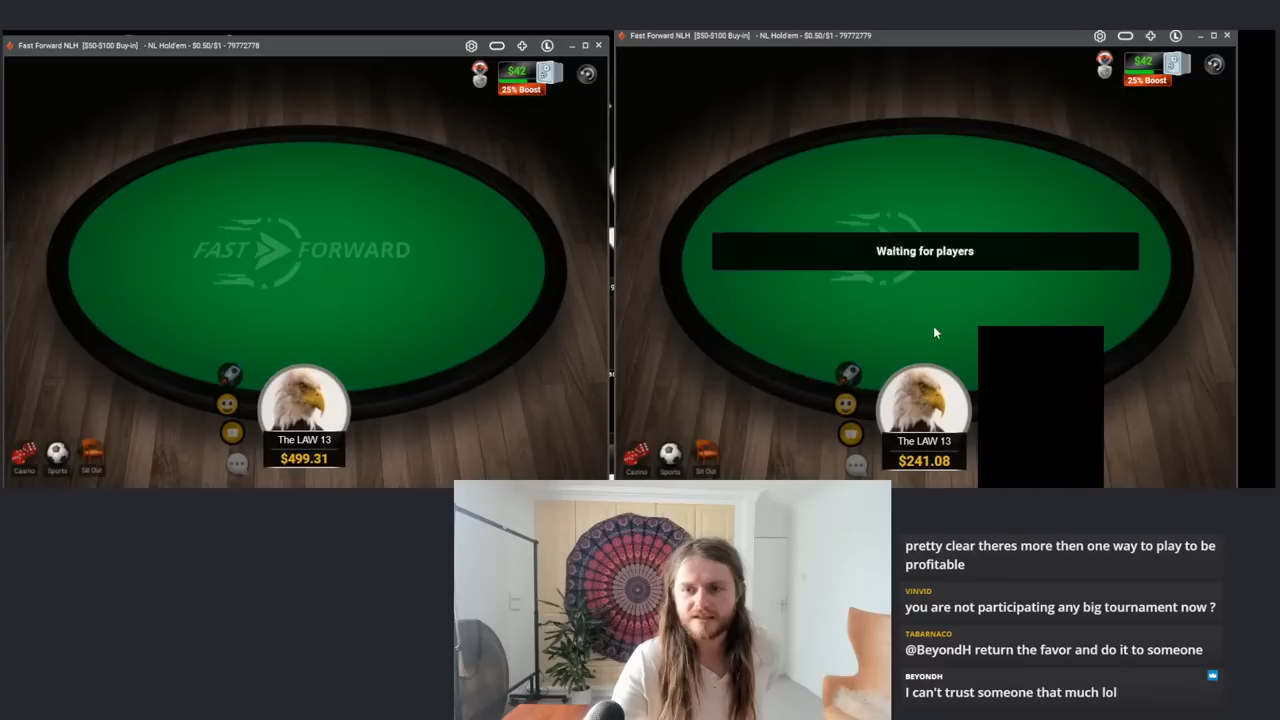 Fast Forward NLH [$50-$100 Buy-in] - NL Hold'em - $0.50/$1 - 79772778
$42
25% Boost
FAST FORWARD
The LAW 13
$499.31
Casino
Sports
Sit Out
Fast Forward NLH [$50-$100 Buy-in] - NL Hold'em - $0.50/$1 - 79772779
$42
25% Boost
Waiting for players
The LAW 13
$241.08
Casino
Sports
Sit Out
pretty clear theres more then one way to play to be
profitable
VINVID
you are not participating any big tournament now ?
TABARNACO
@BeyondH return the favor and do it to someone
BEYONDH
I can't trust someone that much lol